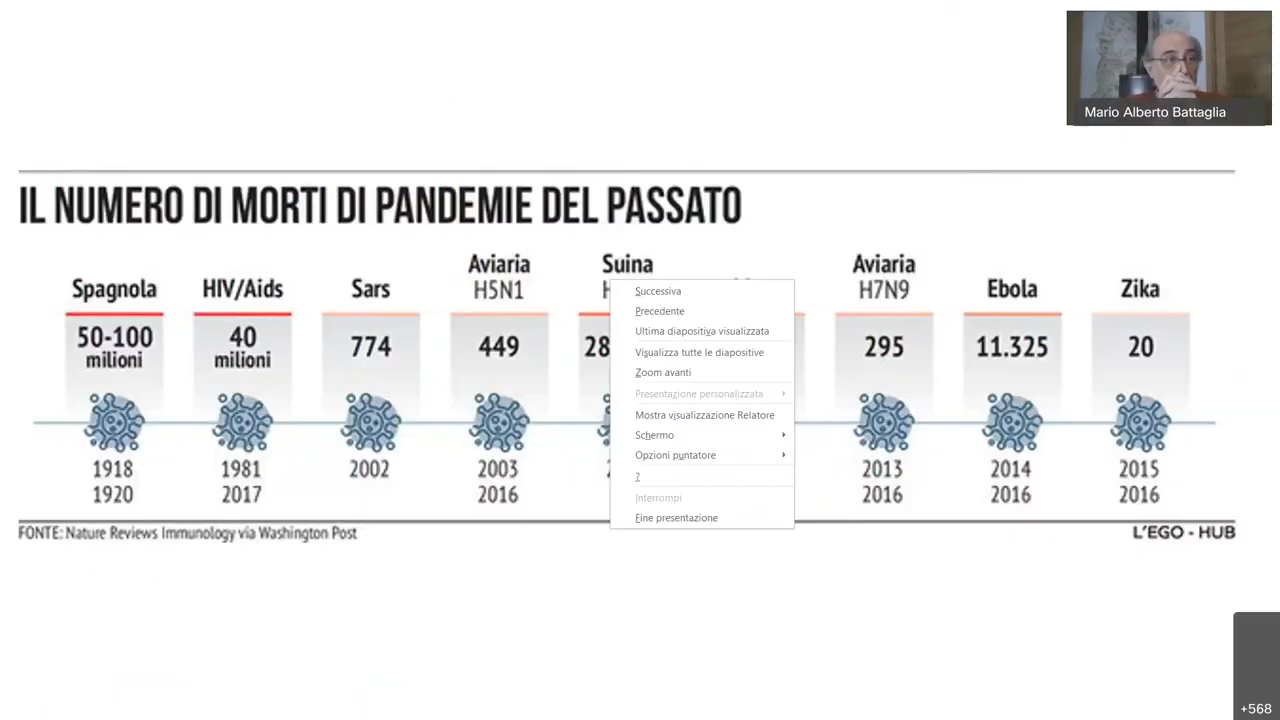 Mario Alberto Battaglia
IL NUMERO DI MORTI DI PANDEMIE DEL PASSATO
Spagnola
50-100
milioni
1918
1920
HIV/Aids
40
milioni
1981
2017
Sars
774
2002
Aviaria
H5N1
449
2003
2016
Suina
28
Aviaria
H7N9
295
2013
2016
Ebola
11.325
2014
2016
Zika
20
2015
2016
Successiva
Precedente
Ultima diapositiva visualizzata
Visualizza tutte le diapositive
Zoom avanti
Presentazione personalizzata
Mostra visualizzazione Relatore
Schermo
Opzioni puntatore
?
Interrompi
Fine presentazione
FONTE: Nature Reviews Immunology via Washington Post
L'EGO - HUB
+568